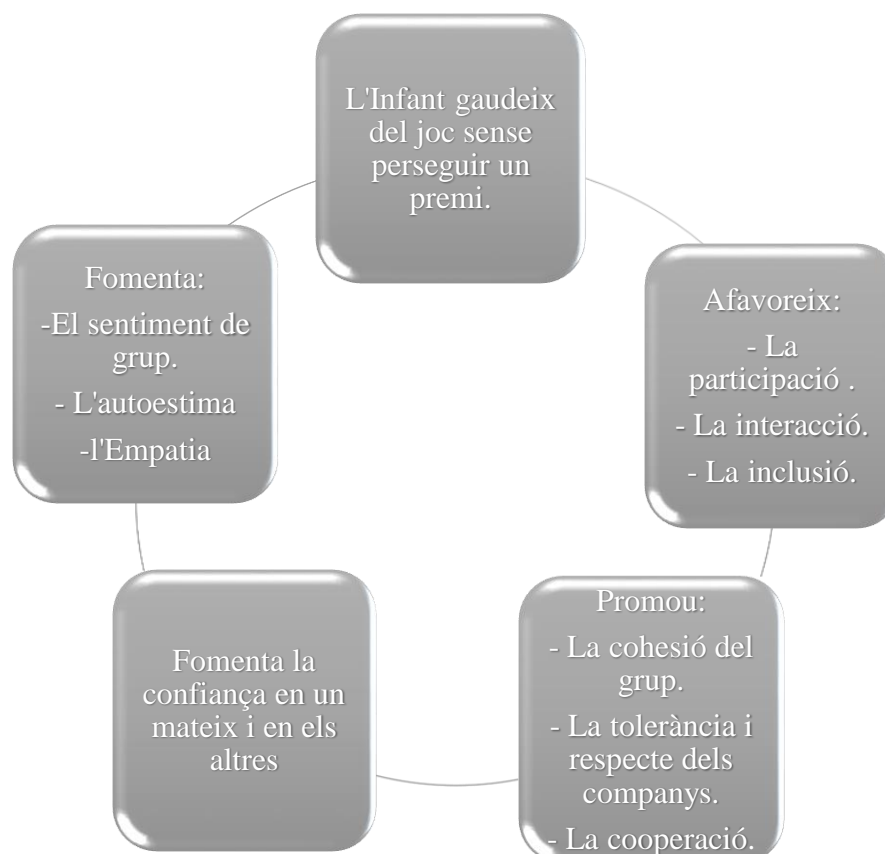 L'Infant gaudeix
del joc sense
perseguir un
premi.
Afavoreix:
- La
participació .
- La interacció.
- La inclusió.
Promou:
- La cohesió del
grup.
- La tolerància i
respecte dels
companys.
- La cooperació.
Fomenta la
confiança en un
mateix i en els
altres
Fomenta:
-El sentiment de
grup.
- L'autoestima
-l'Empatia